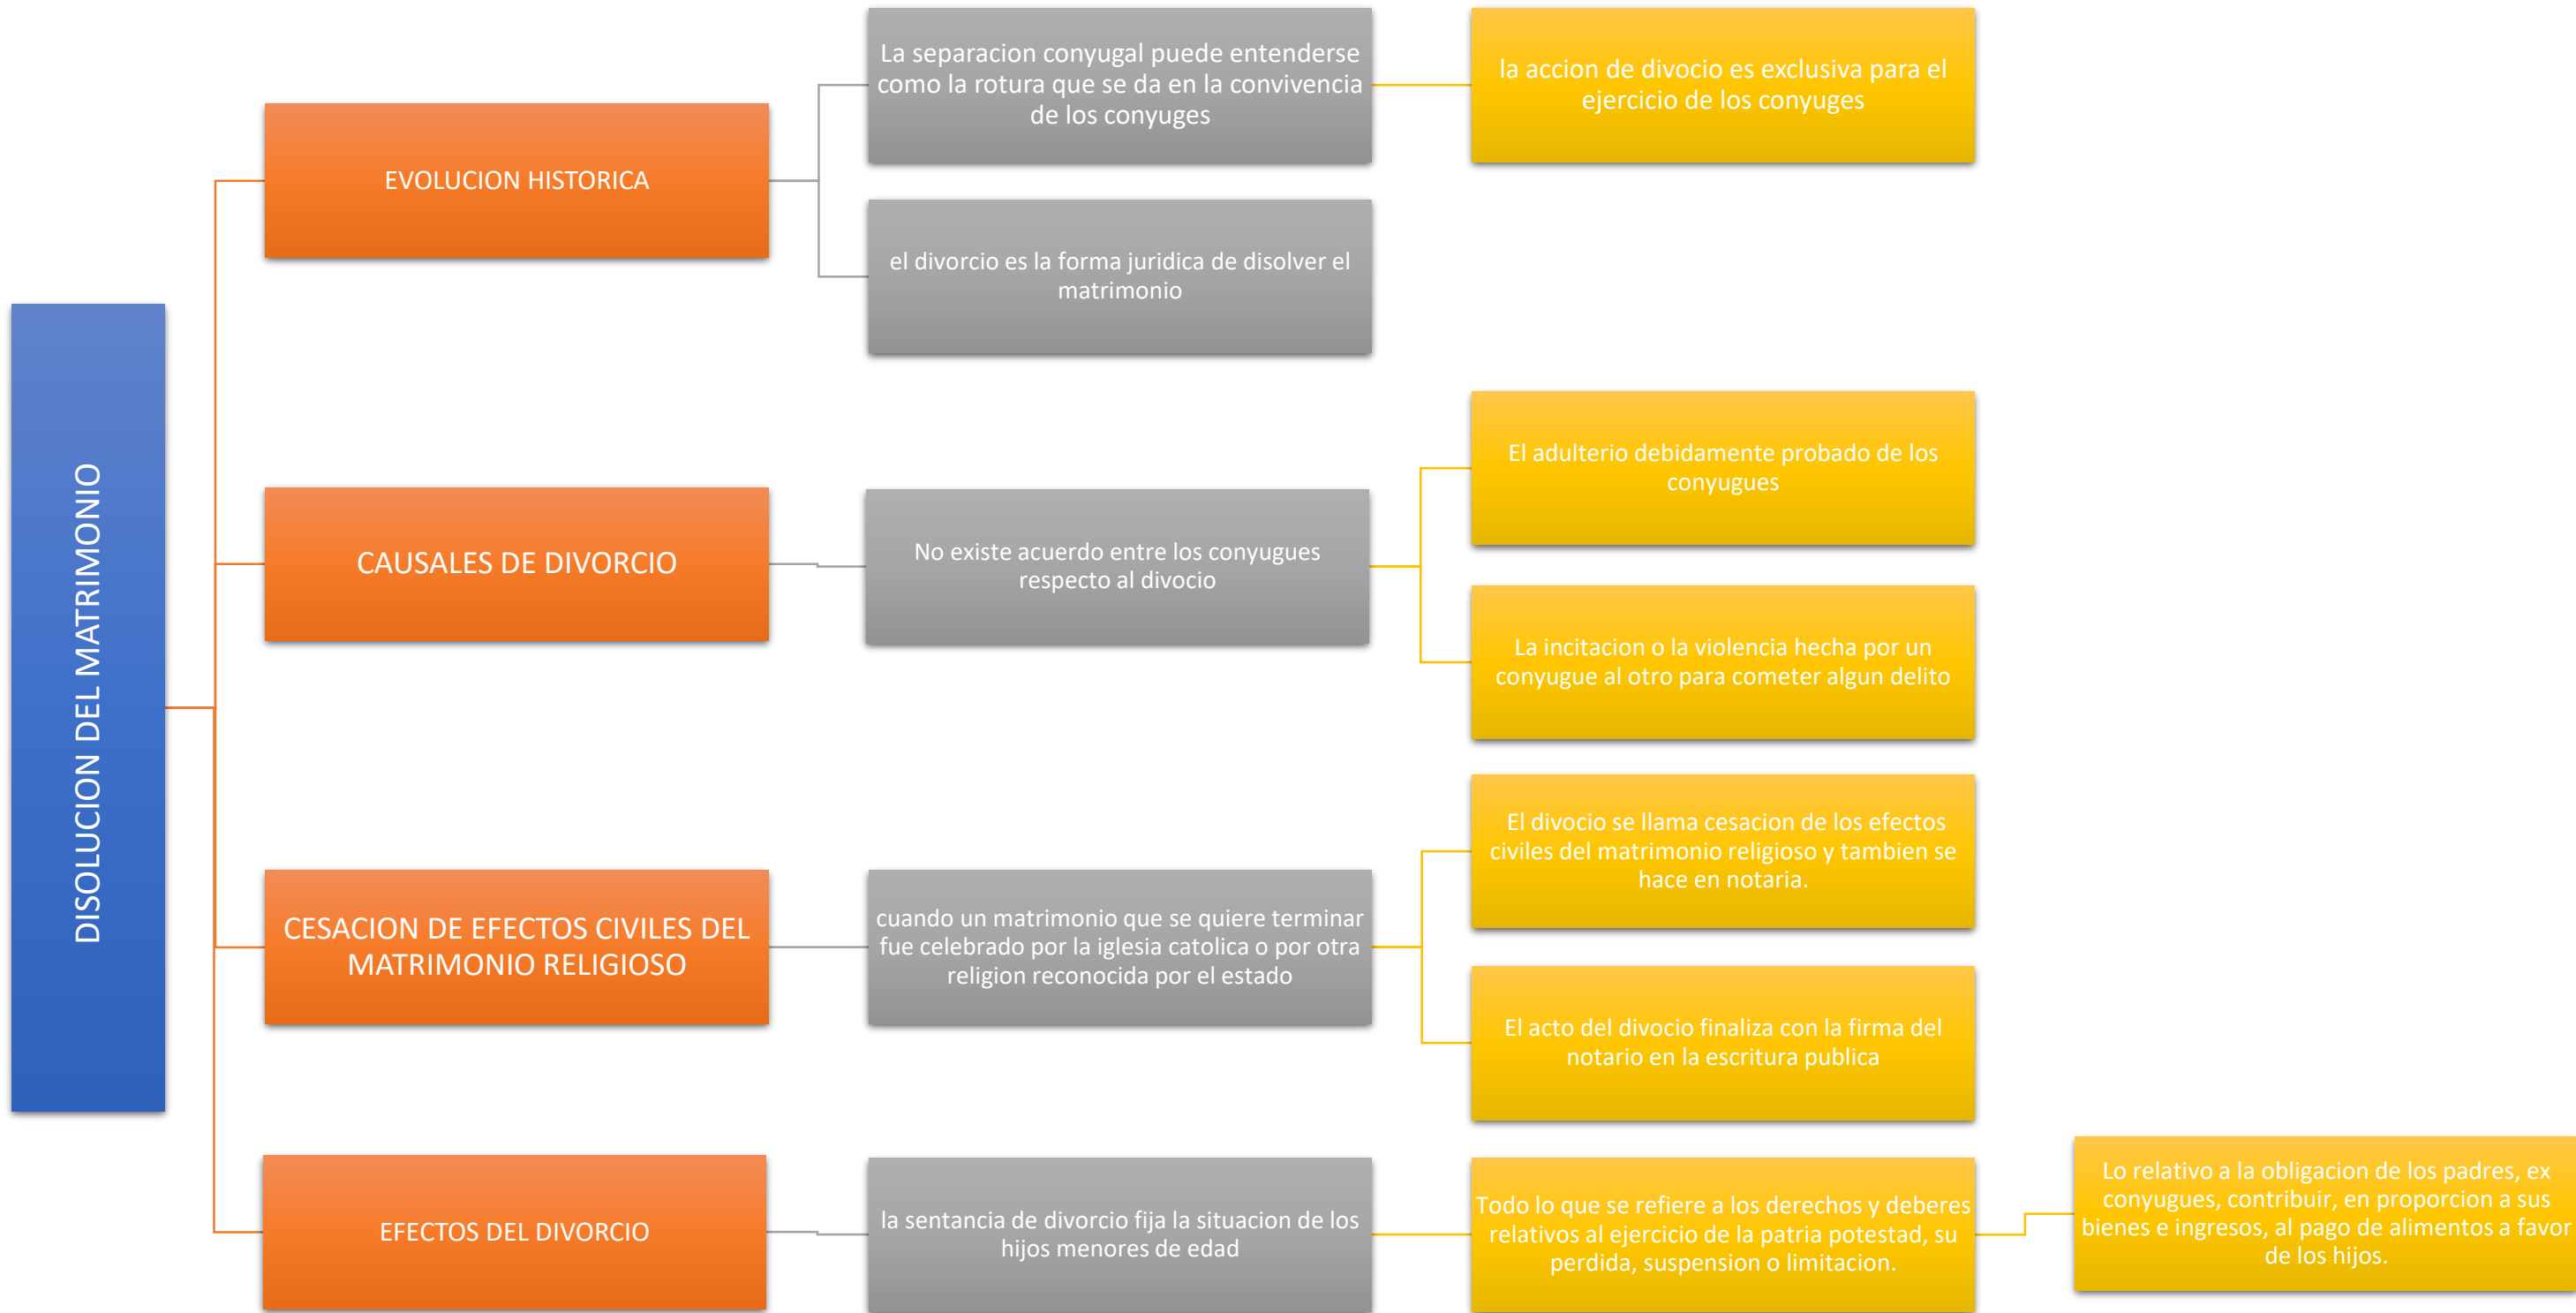 DISOLUCION DEL MATRIMONIO
EVOLUCION HISTORICA
La separacion conyugal puede entenderse
como la rotura que se da en la convivencia
de los conyuges
la accion de divocio es exclusiva para el
ejercicio de los conyuges
el divorcio es la forma juridica de disolver el
matrimonio
CAUSALES DE DIVORCIO
No existe acuerdo entre los conyugues
respecto al divocio
El adulterio debidamente probado de los
conyugues
La incitacion o la violencia hecha por un
conyugue al otro para cometer algun delito
CESACION DE EFECTOS CIVILES DEL
MATRIMONIO RELIGIOSO
cuando un matrimonio que se quiere terminar
fue celebrado por la iglesia catolica o por otra
religion reconocida por el estado
El divocio se llama cesacion de los efectos
civiles del matrimonio religioso y tambien se
hace en notaria.
El acto del divocio finaliza con la firma del
notario en la escritura publica
EFECTOS DEL DIVORCIO
la sentancia de divorcio fija la situacion de los
hijos menores de edad
Todo lo que se refiere a los derechos y deberes
relativos al ejercicio de la patria potestad, su
perdida, suspension o limitacion.
Lo relativo a la obligacion de los padres, ex
conyugues, contribuir, en proporcion a sus
bienes e ingresos, al pago de alimentos a favor
de los hijos.